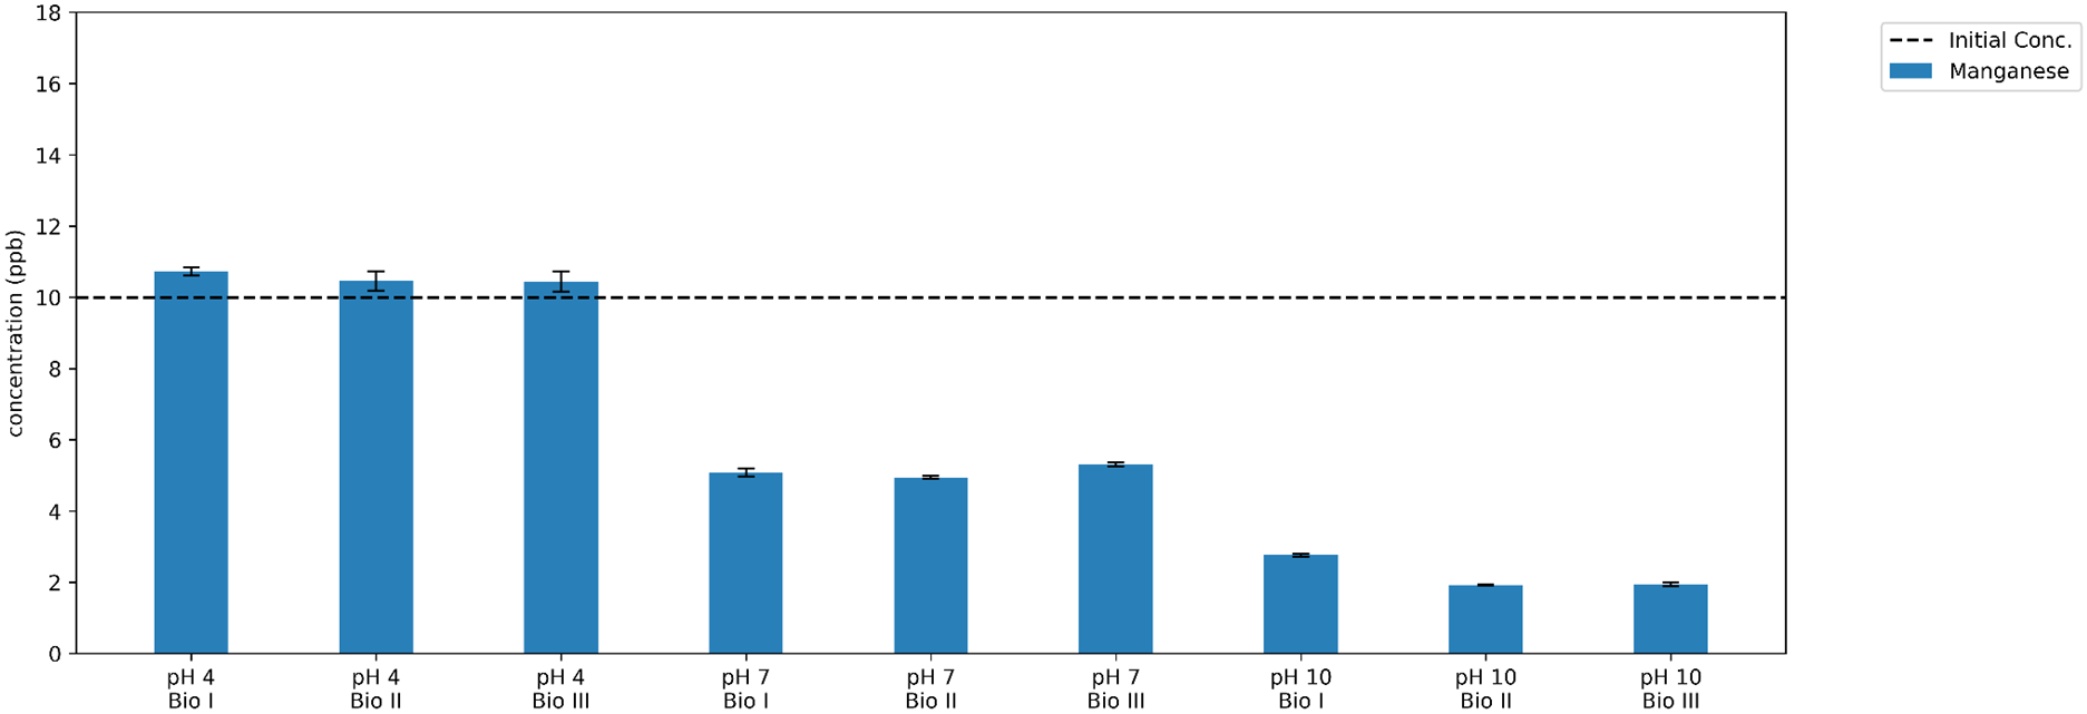 18
16
14
12
10
8
6
4
2
0
concentration (ppb)
pH 4
Bio I
pH 4
Bio II
pH 4
Bio III
pH 7
Bio I
pH 7
Bio II
pH 7
Bio III
pH 10
Bio I
pH 10
Bio II
pH 10
Bio III
Initial Conc.
Manganese